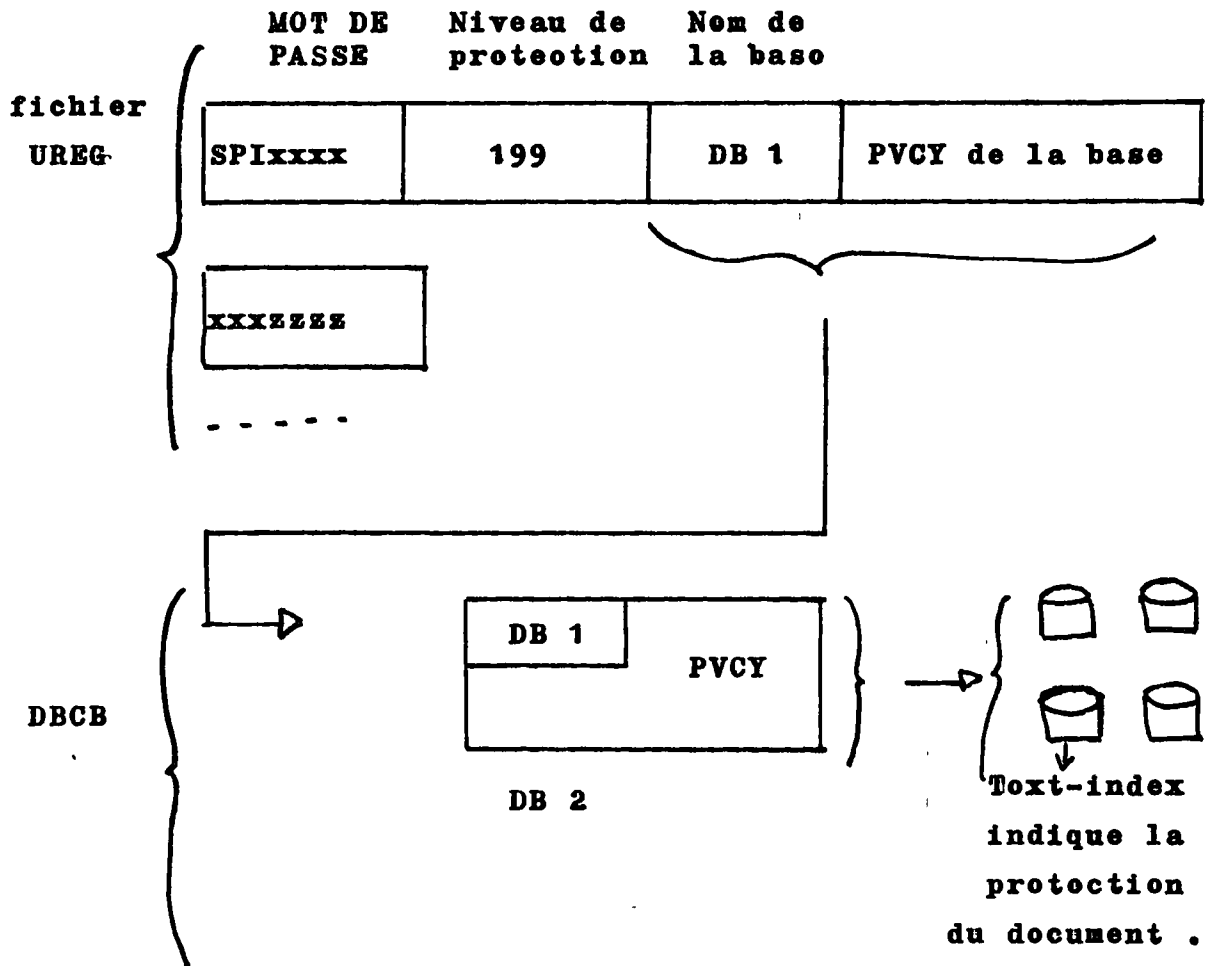 MOT DE Niveau de Nom de
PASSE proteotion la baso
fichier
UREG
SPIxxxx 199 DB 1 PVCY de la base
xxxzzzz
DB 1
PVCY
DBCB
DB 2
Toxt-index
indique la
protoction
du document .